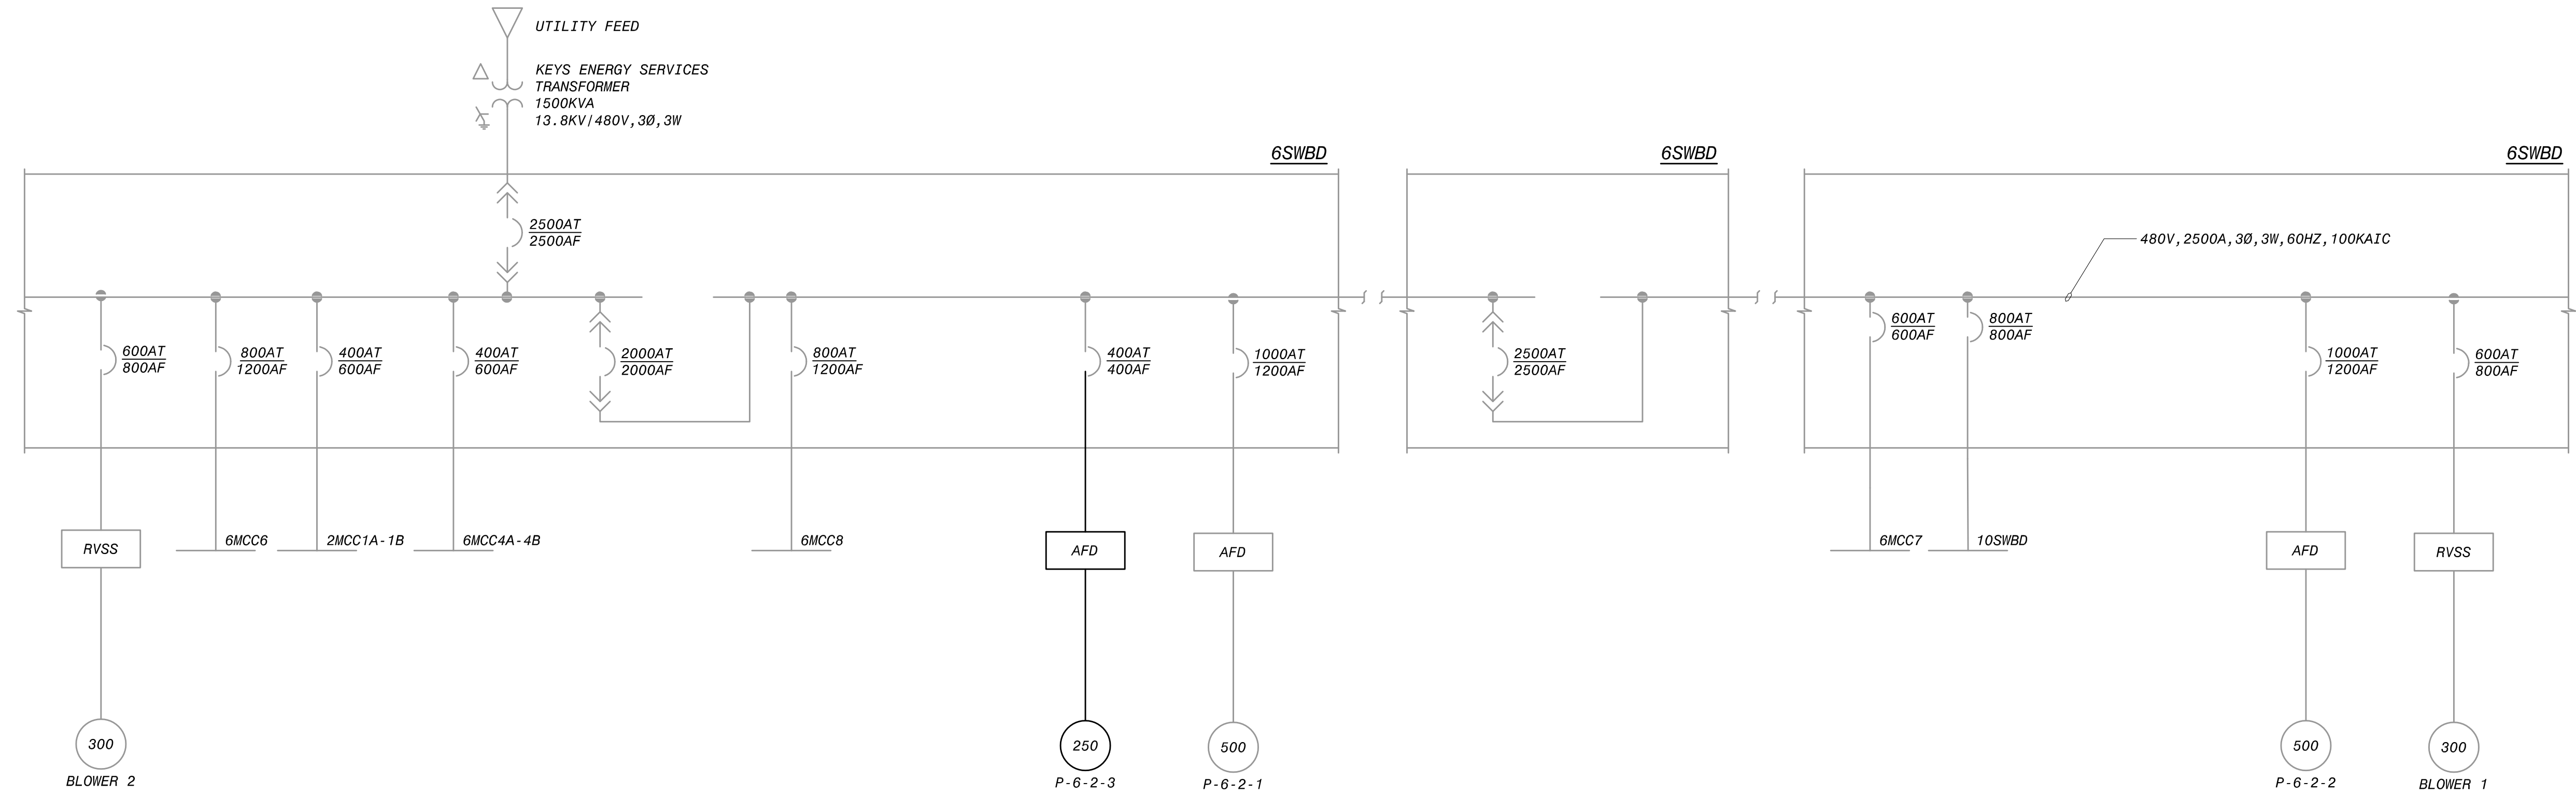 UTILITY FEED
KEYS ENERGY SERVICES
TRANSFORMER
1500KVA
13.8KV/480V,3Ø,3W
6SWBD
6SWBD
6SWBD
2500AT
2500AF
480V,2500A,3Ø,3W,60HZ,100KAIC
600AT
800AF
800AT
1200AF
400AT
600AF
400AT
600AF
2000AT
2000AF
800AT
1200AF
400AT
400AF
1000AT
1200AF
2500AT
2500AF
600AT
600AF
800AT
800AF
1000AT
1200AF
600AT
800AF
RVSS
6MCC6
2MCC1A-1B
6MCC4A-4B
6MCC8
AFD
AFD
6MCC7
10SWBD
AFD
RVSS
300
BLOWER 2
250
P-6-2-3
500
P-6-2-1
500
P-6-2-2
300
BLOWER 1